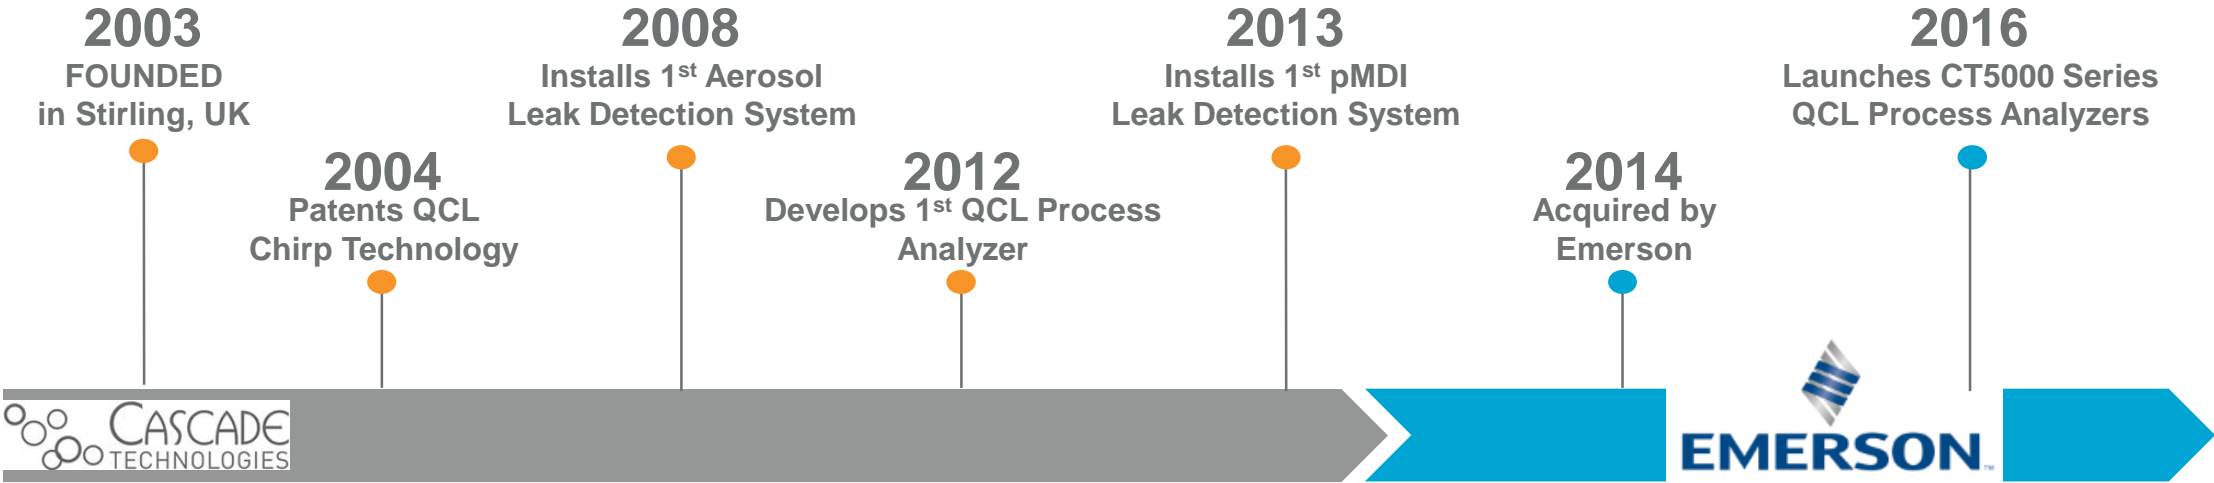 2003
FOUNDED
in Stirling, UK
2004
Patents QCL
Chirp Technology
2008
Installs 1st Aerosol
Leak Detection System
2012
Develops 1st QCL Process
Analyzer
2013
Installs 1st pMDI
Leak Detection System
2014
Acquired by
Emerson
2016
Launches CT5000 Series
QCL Process Analyzers
CASCADE
TECHNOLOGIES
EMERSON™